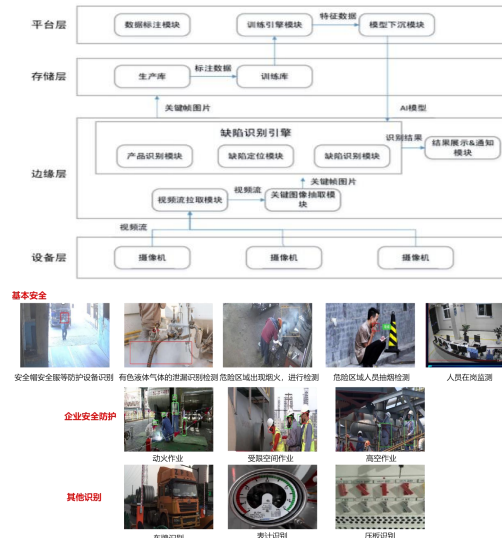 平台层
数据标注模块
训练引擎模块
特征数据
模型下沉模块
存储层
生产库
标注数据
训练库
关键帧图片
AI模型
边缘层
缺陷识别引擎
产品识别模块
缺陷定位模块
缺陷识别模块
识别结果
结果展示&通知
模块
关键帧图片
视频流拉取模块
视频流
关键图像抽取模
块
视频流
设备层
摄像机
摄像机
摄像机
基本安全
安全帽安全服等防护设备识别
有色液体气体的泄漏识别检测
危险区域出现烟火，进行检测
危险区域人员抽烟检测
人员在岗监测
企业安全防护
动火作业
受限空间作业
高空作业
其他识别
车牌识别
表计识别
压板识别